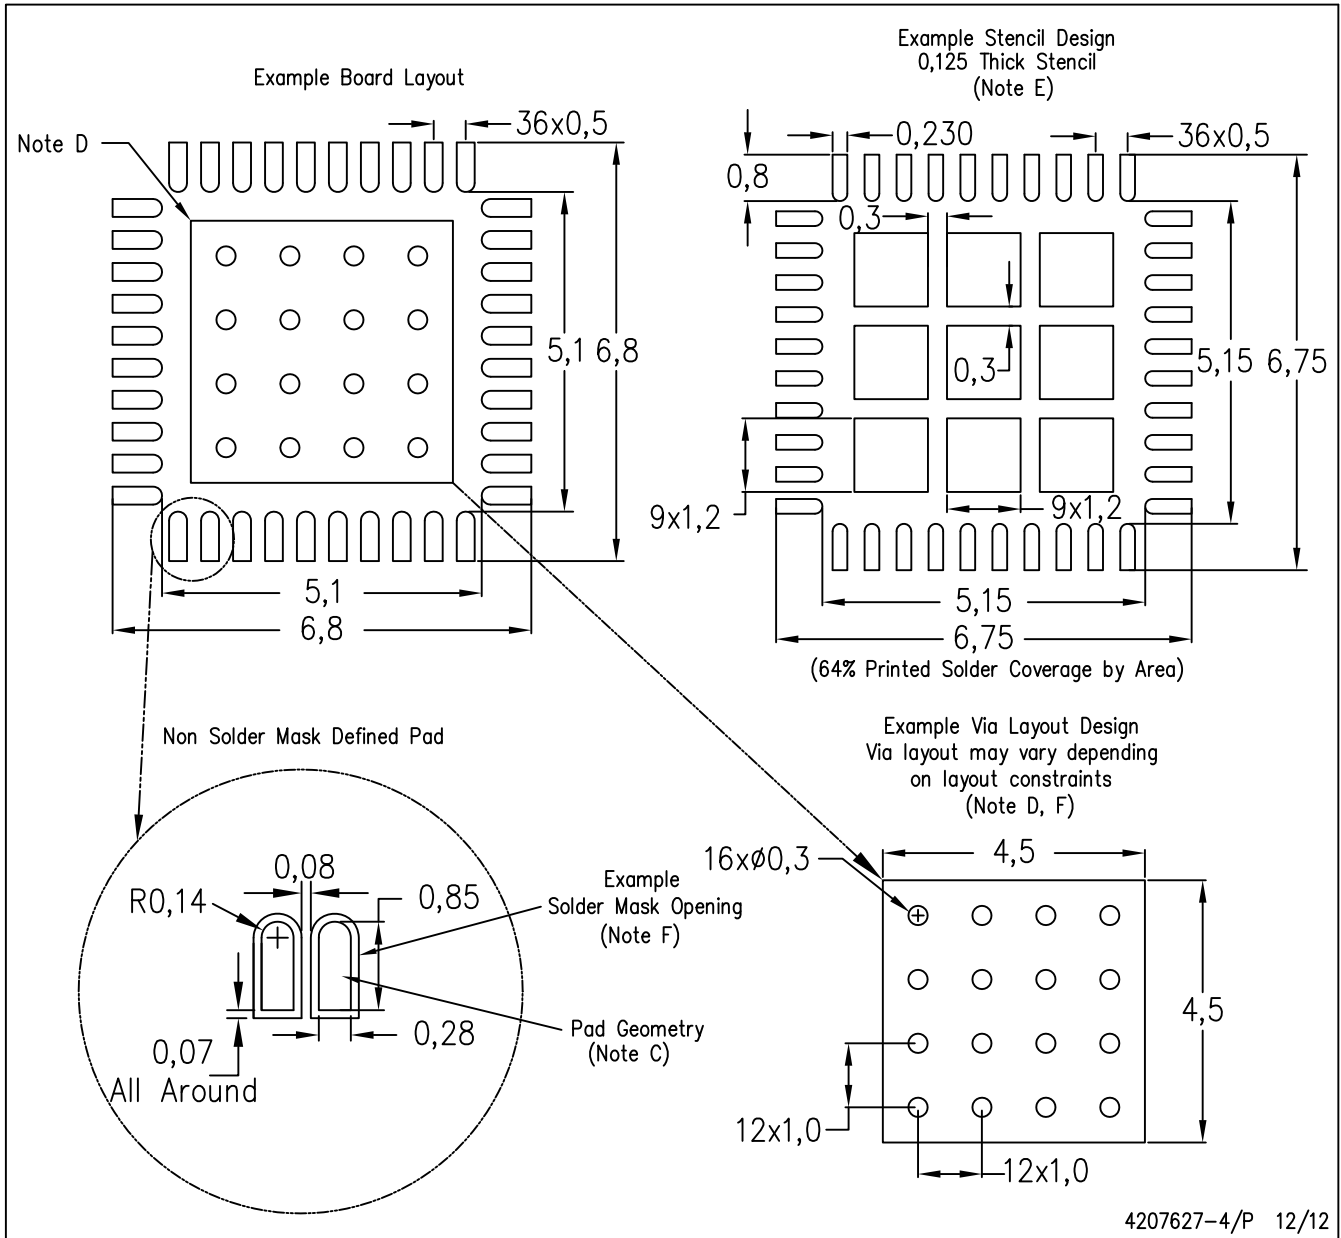 Example Board Layout
36x0,5
Note D
5,1
6,8
5,1
6,8
Example Stencil Design
0,125 Thick Stencil
(Note E)
0,230
36x0,5
0,8
0,3
0,3
5,15
6,75
9x1,2
9x1,2
5,15
6,75
(64% Printed Solder Coverage by Area)
Non Solder Mask Defined Pad
0,08
R0,14
0,85
Example
Solder Mask Opening
(Note F)
0,28
Pad Geometry
(Note C)
0,07
All Around
Example Via Layout Design
Via layout may vary depending
on layout constraints
(Note D, F)
16xø0,3
4,5
4,5
12x1,0
12x1,0
4207627-4/P 12/12